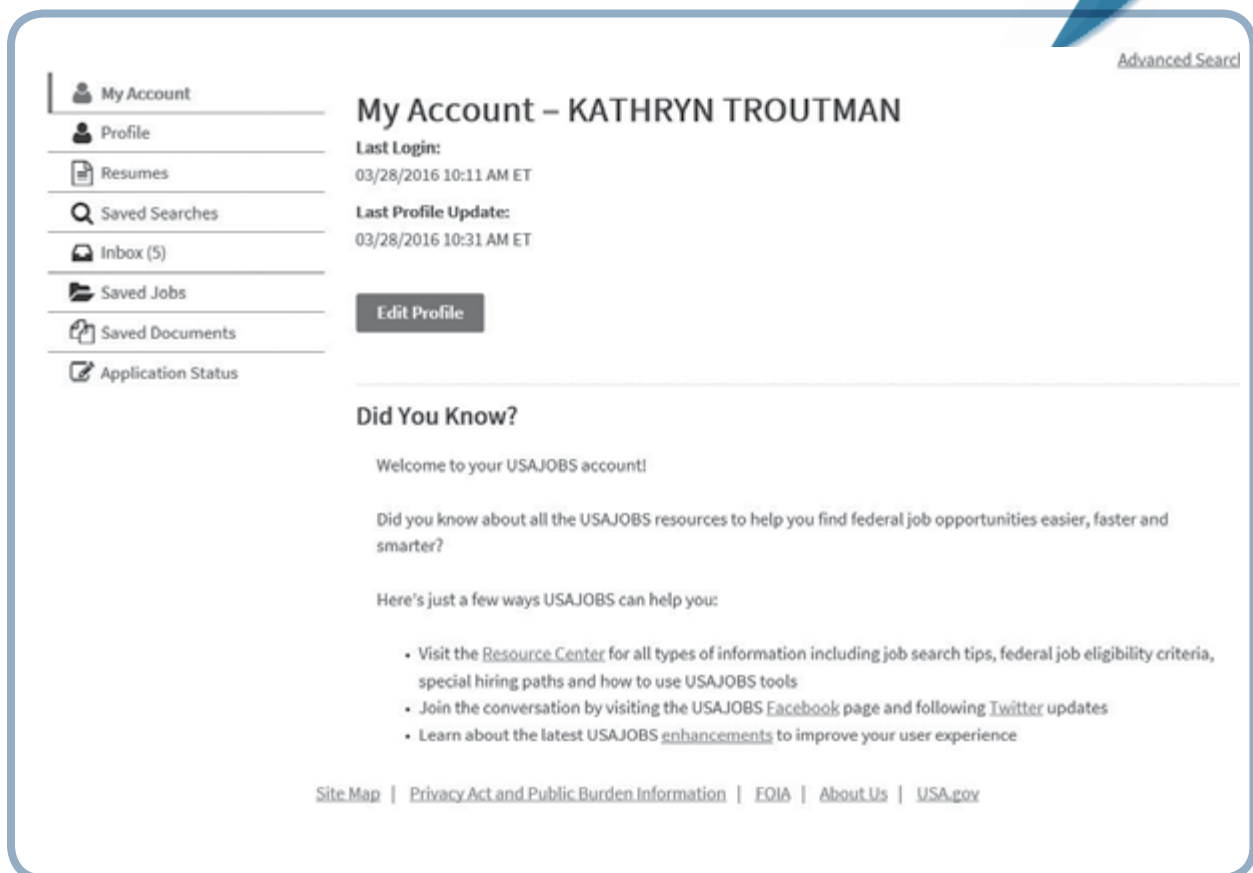 Advanced Searc
My Account
Profile
Resumes
Saved Searches
Inbox (5)
Saved Jobs
Saved Documents
Application Status
My Account – KATHRYN TROUTMAN
Last Login:
03/28/2016 10:11 AM ET
Last Profile Update:
03/28/2016 10:31 AM ET
Edit Profile
Did You Know?
Welcome to your USAJOBS account!
Did you know about all the USAJOBS resources to help you find federal job opportunities easier, faster and
smarter?
Here's just a few ways USAJOBS can help you:
• Visit the Resource Center for all types of information including job search tips, federal job eligibility criteria,
special hiring paths and how to use USAJOBS tools
• Join the conversation by visiting the USAJOBS Facebook page and following Twitter updates
• Learn about the latest USAJOBS enhancements to improve your user experience
Site Map | Privacy Act and Public Burden Information | FOIA | About Us | USA.gov